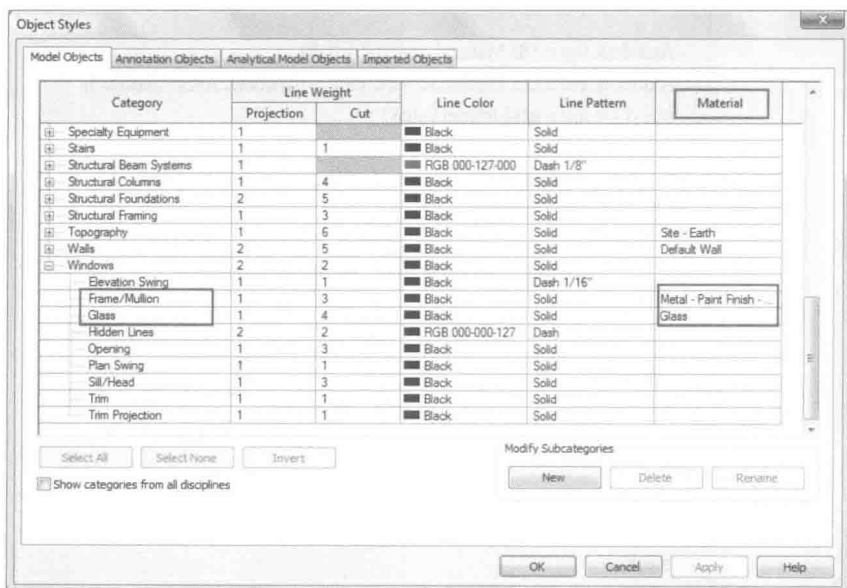 Object Styles
Model Objects Annotation Objects Analytical Model Objects Imported Objects
Category Line Weight Line Color Line Pattern Material
Projection Cut
Specialty Equipment 1 Black Solid
Stairs 1 1 Black Solid
Structural Beam Systems 1 RGB 000-127-000 Dash 1/8"
Structural Columns 1 4 Black Solid
Structural Foundations 2 5 Black Solid
Structural Framing 1 3 Black Solid
Topography 1 6 Black Solid Site - Earth
Walls 2 5 Black Solid Default Wall
Windows 2 2 Black Solid
Elevation Swing 1 1 Black Dash 1/16"
Frame/Mullion 1 3 Black Solid Metal - Paint Finish - ...
Glass 1 4 Black Solid Glass
Hidden Lines 2 2 RGB 000-000-127 Dash
Opening 1 3 Black Solid
Plan Swing 1 1 Black Solid
Sill/Head 1 3 Black Solid
Trim 1 1 Black Solid
Trim Projection 1 1 Black Solid
Select All Select None Invert
Modify Subcategories
New Delete Rename
Show categories from all disciplines
OK Cancel Apply Help